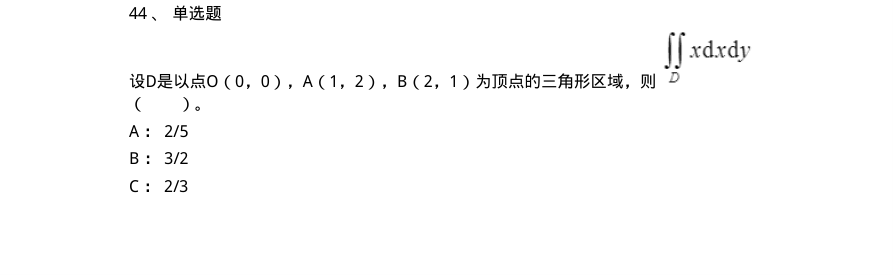 44 、 单选题
设D是以点O（0，0），A（1，2），B（2，1）为顶点的三角形区域，则 ∬_D xdxdy
（　　）。
A ： 2/5
B ： 3/2
C ： 2/3